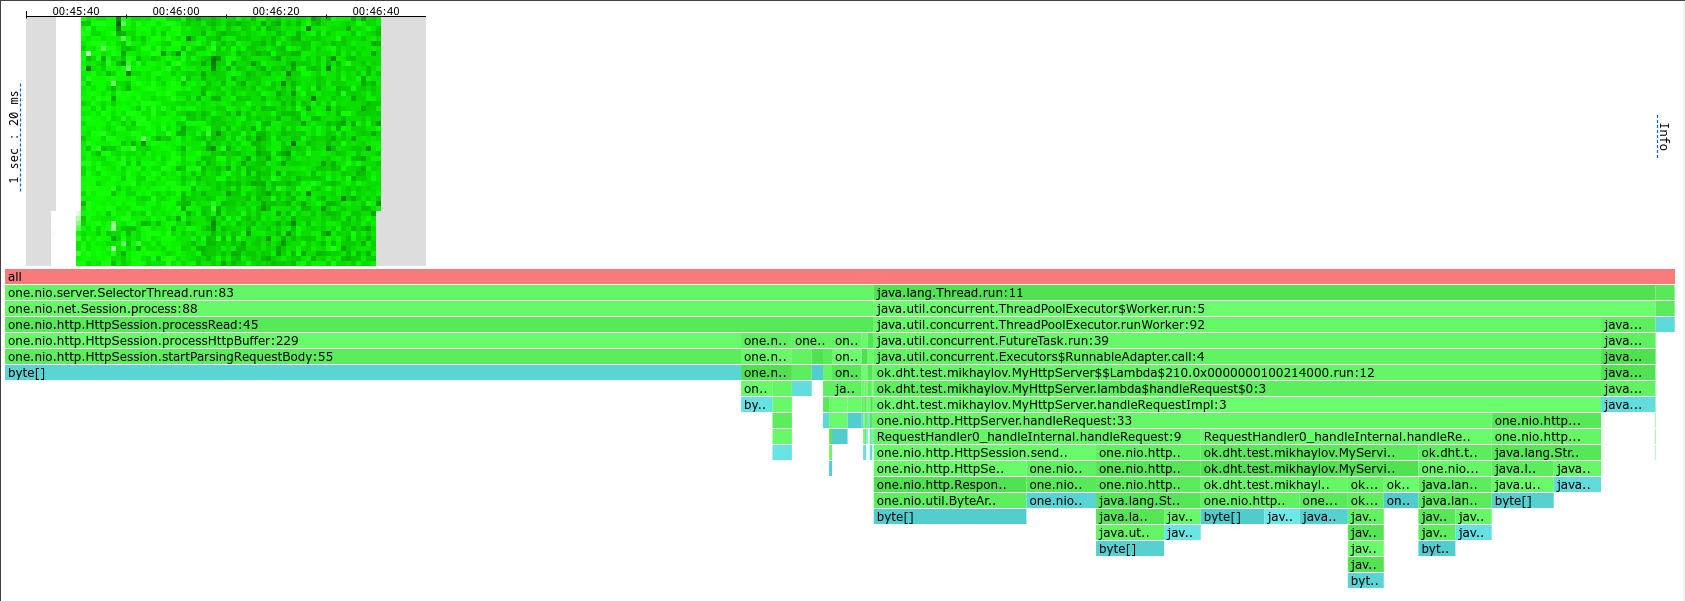 00:45:40 00:46:00 00:46:20 00:46:40
1 sec : 20 ms
Info
all
one.nio.server.SelectorThread.run:83 java.lang.Thread.run:11
one.nio.net.Session.process:88 java.util.concurrent.ThreadPoolExecutor$Worker.run:5
one.nio.http.HttpSession.processRead:45 java.util.concurrent.ThreadPoolExecutor.runWorker:92 java...
one.nio.http.HttpSession.processHttpBuffer:229 one.n.. one.. on.. java.util.concurrent.FutureTask.run:39 java...
one.nio.http.HttpSession.startParsingRequestBody:55 one.n.. on.. java.util.concurrent.Executors$RunnableAdapter.call:4 java...
byte[] one.n.. on.. ok.dht.test.mikhaylov.MyHttpServer$$Lambda$210.0x0000000100214000.run:12 java...
on.. ja.. ok.dht.test.mikhaylov.MyHttpServer.lambda$handleRequest$0:3 java...
by.. ok.dht.test.mikhaylov.MyHttpServer.handleRequestImpl:3 java...
one.nio.http.HttpServer.handleRequest:33 one.nio.http...
RequestHandler0_handleInternal.handleRequest:9 RequestHandler0_handleInternal.handleRe.. one.nio.http...
one.nio.http.HttpSession.send.. one.nio.http.. ok.dht.test.mikhaylov.MyServi.. ok.dht.t.. java.lang.Str..
one.nio.http.HttpSe.. one.nio.. one.nio.http.. ok.dht.test.mikhaylov.MyServi.. one.nio... java.l.. java..
one.nio.http.Respon.. one.nio.. one.nio.http.. ok.dht.test.mikhayl.. ok... ok.. java.lan.. java.u.. java..
one.nio.util.ByteAr.. one.nio.. java.lang.St.. one.nio.http.. one... ok... on.. java.lan.. byte[]
byte[] java.la.. jav.. byte[] jav.. java.. jav.. jav.. jav..
java.ut.. jav.. jav.. jav.. jav..
byte[] jav.. byt..
jav..
byt..